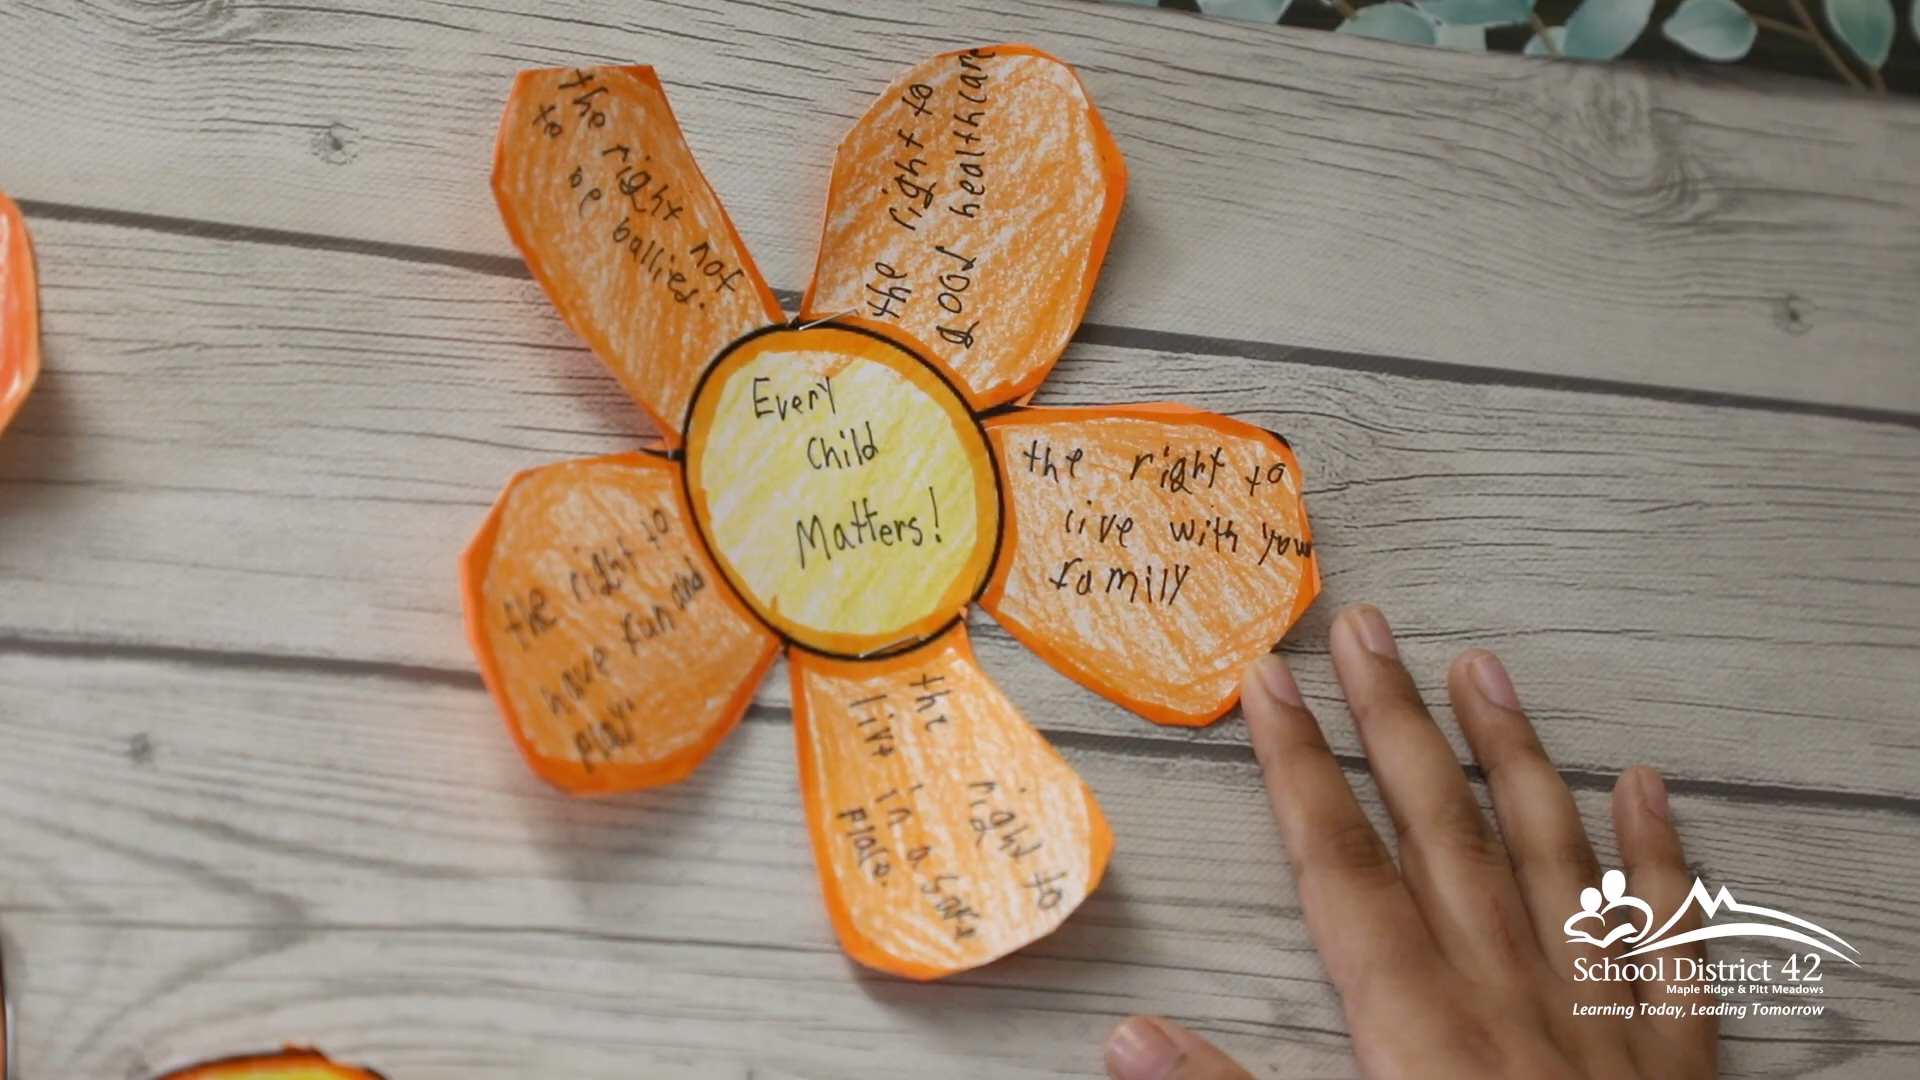 Every
Child
Matters!
the right not
to be ballied.
the right to
good healthcare
the right to
live with your
family
the right to
live in a safe
place.
the right to
have fun and
play.
School District 42
Maple Ridge & Pitt Meadows
Learning Today, Leading Tomorrow